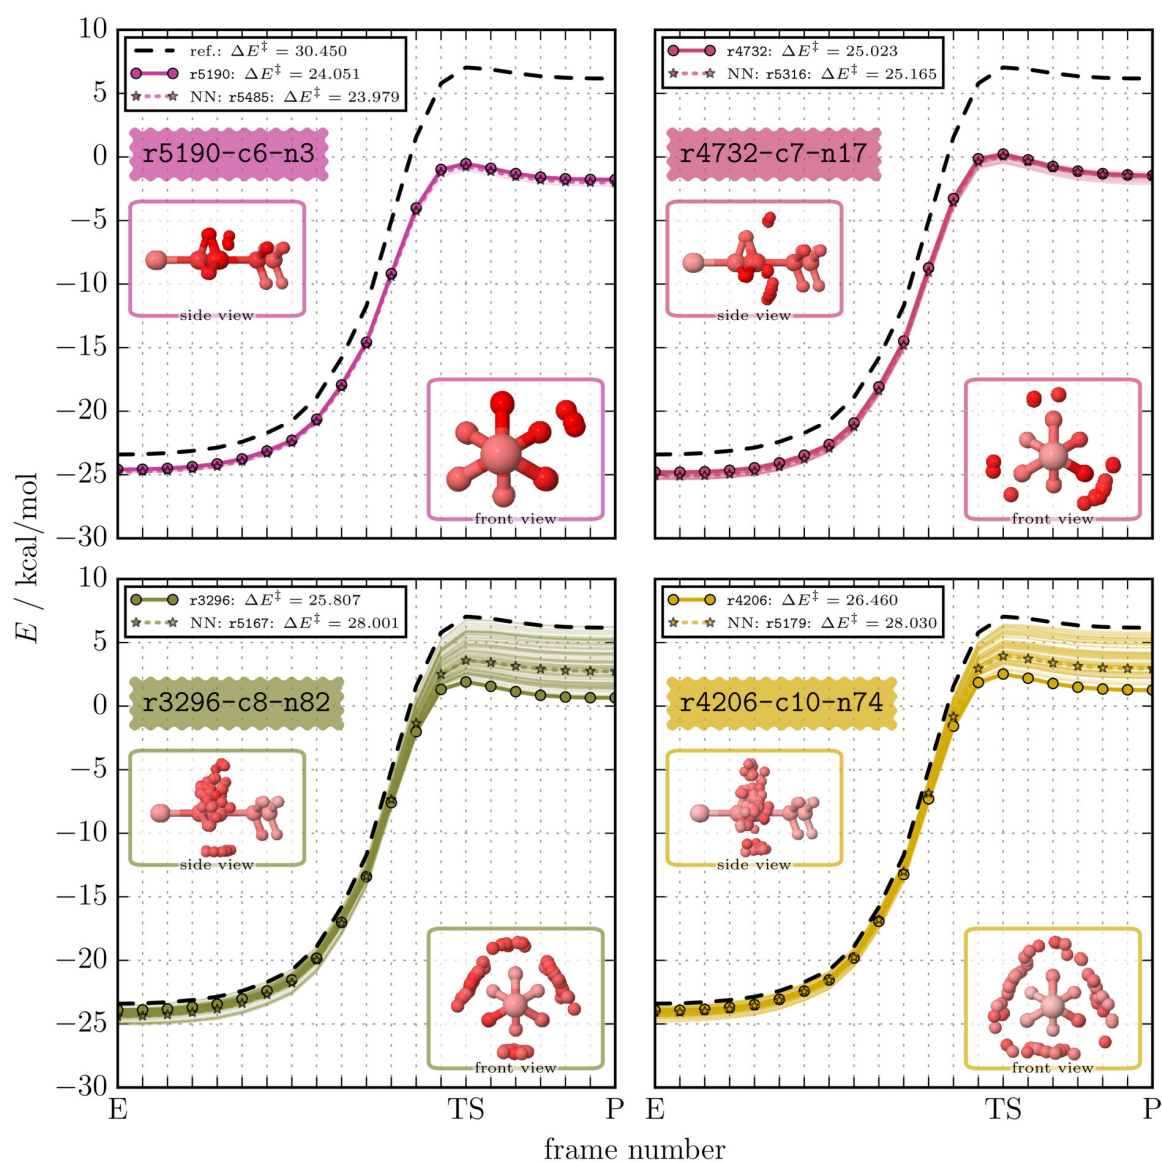 10
5
0
−5
−10
−15
−20
−25
−30
ref.: ΔE‡ = 30.450
r5190: ΔE‡ = 24.051
NN: r5485: ΔE‡ = 23.979
r5190-c6-n3
side view
front view
r4732: ΔE‡ = 25.023
NN: r5316: ΔE‡ = 25.165
r4732-c7-n17
side view
front view
E / kcal/mol
10
5
0
−5
−10
−15
−20
−25
−30
r3296: ΔE‡ = 25.807
NN: r5167: ΔE‡ = 28.001
r3296-c8-n82
side view
front view
E TS P
r4206: ΔE‡ = 26.460
NN: r5179: ΔE‡ = 28.030
r4206-c10-n74
side view
front view
E TS P
frame number